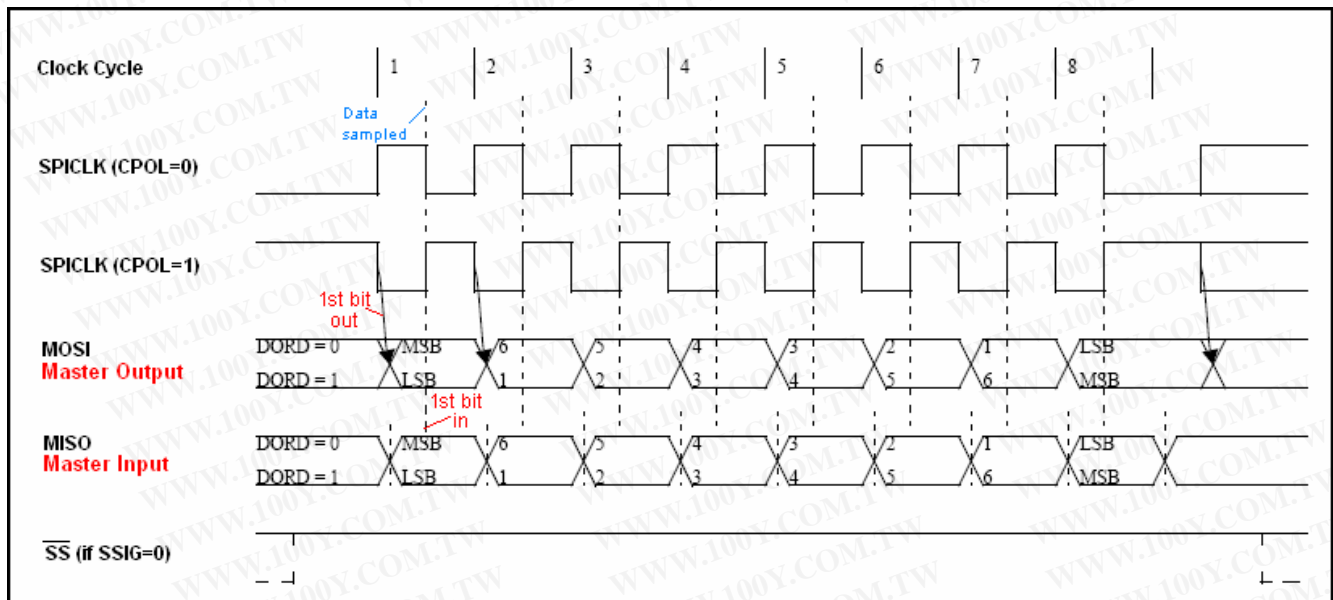 Clock Cycle 1 2 3 4 5 6 7 8
Data
sampled
SPICLK (CPOL=0)
SPICLK (CPOL=1)
1st bit
out
MOSI DORD = 0 MSB 6 5 4 3 2 1 LSB
Master Output DORD = 1 LSB 1 2 3 4 5 6 MSB
1st bit
in
MISO DORD = 0 MSB 6 5 4 3 2 1 LSB
Master Input DORD = 1 LSB 1 2 3 4 5 6 MSB
SS (if SSIG=0)
WWW.100Y.COM.TW